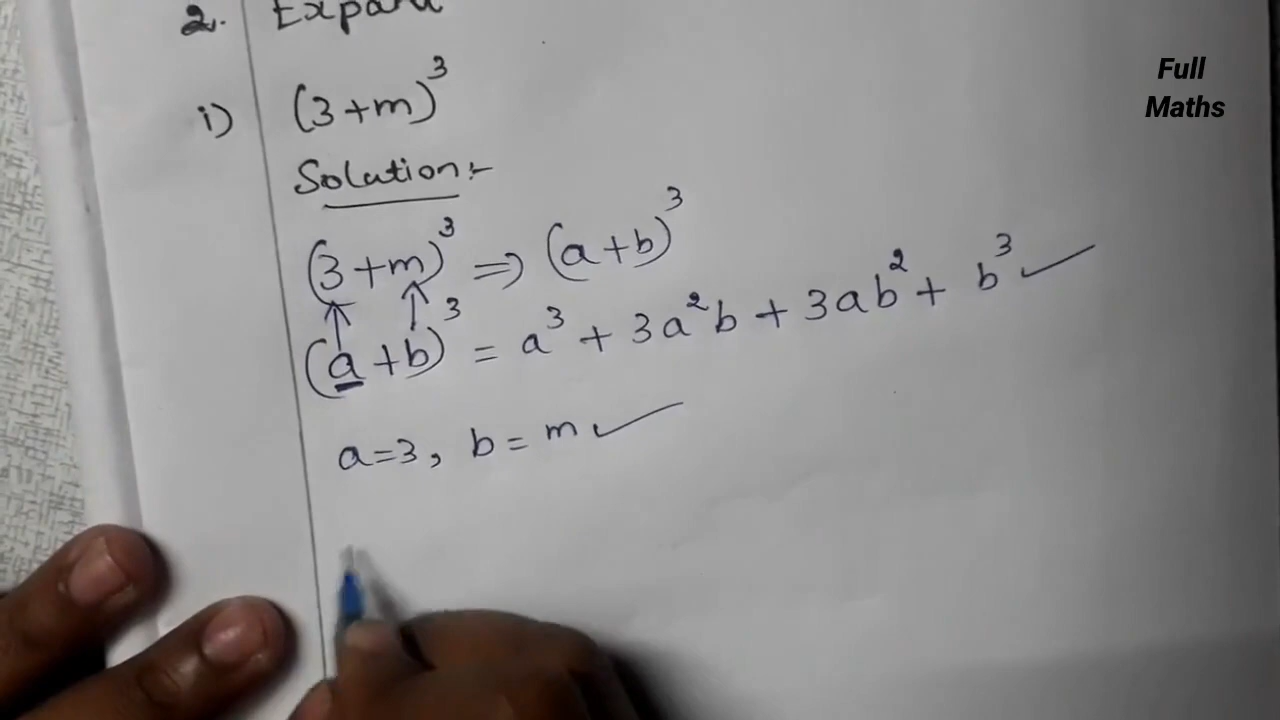 2. Expand
i) (3+m)³
Solution:-
(3+m)³ ⇒ (a+b)³
(a+b)³ = a³ + 3a²b + 3ab² + b³ ✓
a=3, b=m ✓
Full
Maths